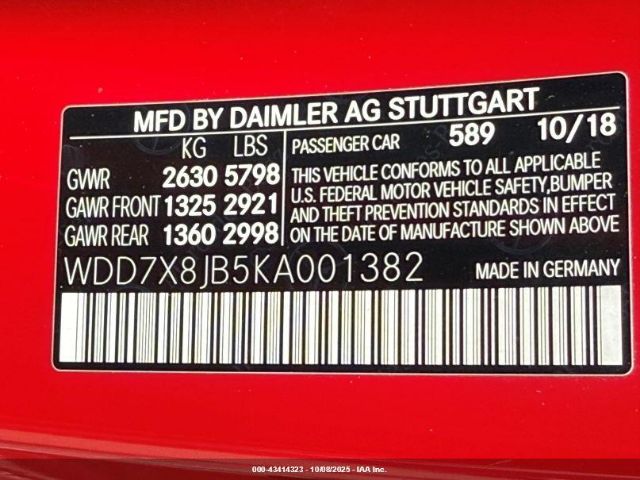 MFD BY DAIMLER AG STUTTGART
KG LBS
GVWR 2630 5798
GAWR FRONT 1325 2921
GAWR REAR 1360 2998
PASSENGER CAR 589 10/18
THIS VEHICLE CONFORMS TO ALL APPLICABLE
U.S. FEDERAL MOTOR VEHICLE SAFETY,BUMPER
AND THEFT PREVENTION STANDARDS IN EFFECT
ON THE DATE OF MANUFACTURE SHOWN ABOVE
WDD7X8JB5KA001382
MADE IN GERMANY
000-43414323 - 10/08/2025 - IAA Inc.